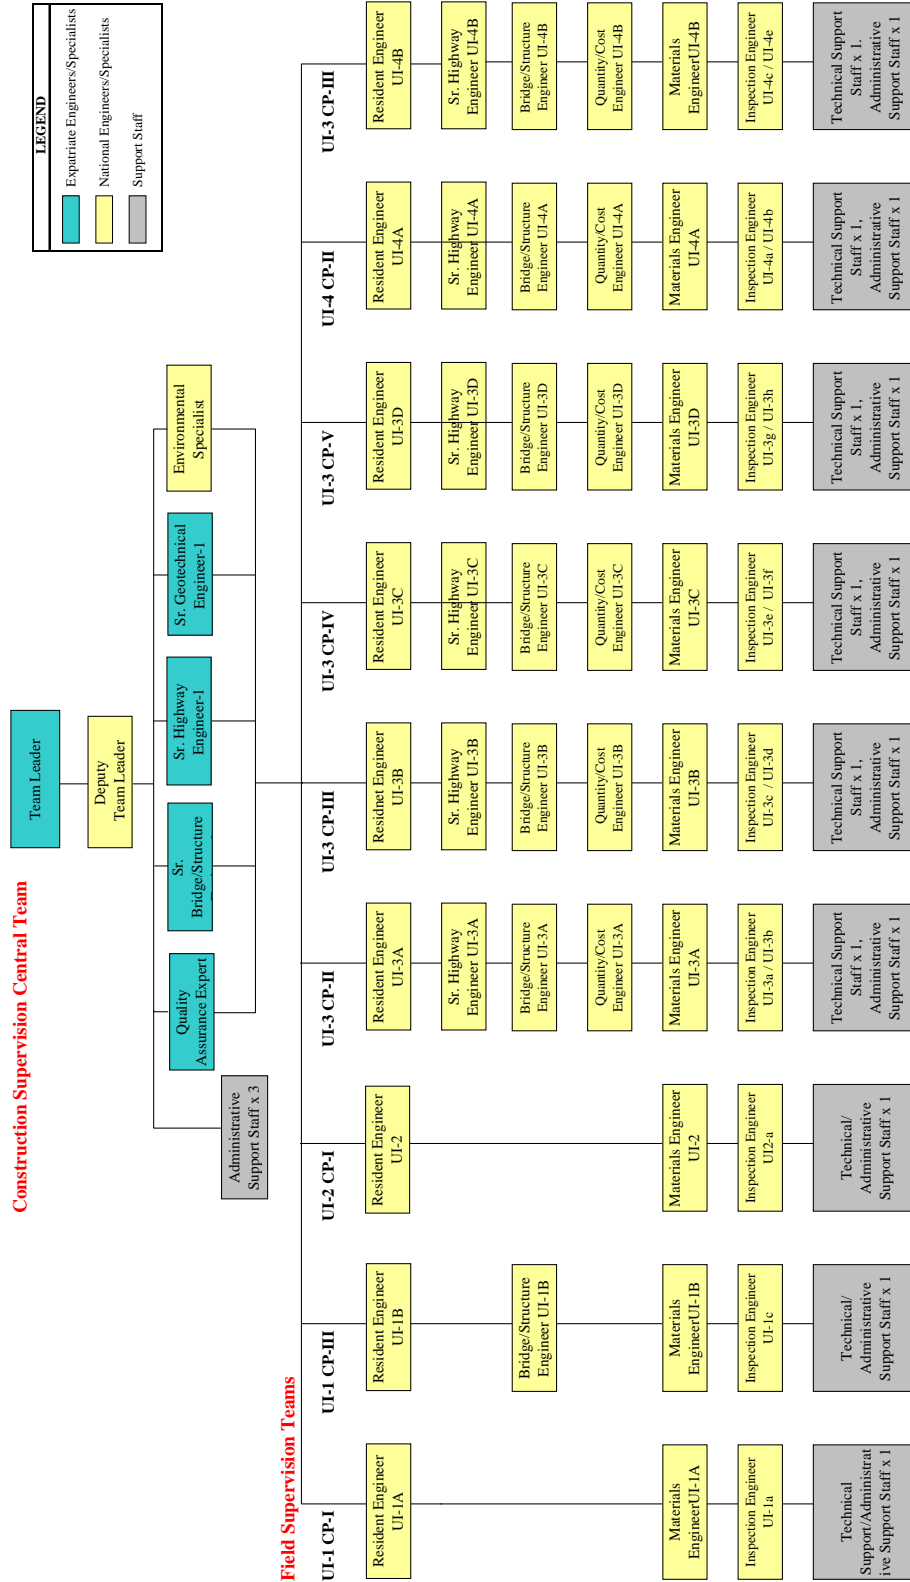 Construction Supervision Central Team
Team Leader
Deputy
Team Leader
LEGEND
Expatriate Engineers/Specialists
National Engineers/Specialists
Support Staff
Administrative
Support Staff x 3
Quality
Assurance Expert
Sr.
Bridge/Structure
Sr. Highway
Engineer-1
Sr. Geotechnical
Engineer-1
Environmental
Specialist
Field Supervision Teams
UI-1 CP-I
Resident Engineer
UI-1A
Materials
EngineerUI-1A
Inspection Engineer
UI-1a
Technical
Support/Administrat
ive Support Staff x 1
UI-1 CP-III
Resident Engineer
UI-1B
Bridge/Structure
Engineer UI-1B
Materials
EngineerUI-1B
Inspection Engineer
UI-1c
Technical/
Administrative
Support Staff x 1
UI-2 CP-I
Resident Engineer
UI-2
Materials Engineer
UI-2
Inspection Engineer
UI2-a
Technical/
Administrative
Support Staff x 1
UI-3 CP-II
Resident Engineer
UI-3A
Sr. Highway
Engineer UI-3A
Bridge/Structure
Engineer UI-3A
Quantity/Cost
Engineer UI-3A
Materials Engineer
UI-3A
Inspection Engineer
UI-3a / UI-3b
Technical Support
Staff x 1,
Administrative
Support Staff x 1
UI-3 CP-III
Residnet Engineer
UI-3B
Sr. Highway
Engineer UI-3B
Bridge/Structure
Engineer UI-3B
Quantity/Cost
Engineer UI-3B
Materials Engineer
UI-3B
Inspection Engineer
UI-3c / UI-3d
Technical Support
Staff x 1,
Administrative
Support Staff x 1
UI-3 CP-IV
Resident Engineer
UI-3C
Sr. Highway
Engineer UI-3C
Bridge/Structure
Engineer UI-3C
Quantity/Cost
Engineer UI-3C
Materials Engineer
UI-3C
Inspection Engineer
UI-3e / UI-3f
Technical Support
Staff x 1,
Administrative
Support Staff x 1
UI-3 CP-V
Resident Engineer
UI-3D
Sr. Highway
Engineer UI-3D
Bridge/Structure
Engineer UI-3D
Quantity/Cost
Engineer UI-3D
Materials Engineer
UI-3D
Inspection Engineer
UI-3g / UI-3h
Technical Support
Staff x 1,
Administrative
Support Staff x 1
UI-4 CP-II
Resident Engineer
UI-4A
Sr. Highway
Engineer UI-4A
Bridge/Structure
Engineer UI-4A
Quantity/Cost
Engineer UI-4A
Materials Engineer
UI-4A
Inspection Engineer
UI-4a / UI-4b
Technical Support
Staff x 1,
Administrative
Support Staff x 1
UI-3 CP-III
Resident Engineer
UI-4B
Sr. Highway
Engineer UI-4B
Bridge/Structure
Engineer UI-4B
Quantity/Cost
Engineer UI-4B
Materials
EngineerUI-4B
Inspection Engineer
UI-4c / UI-4e
Technical Support
Staff x 1.
Administrative
Support Staff x 1